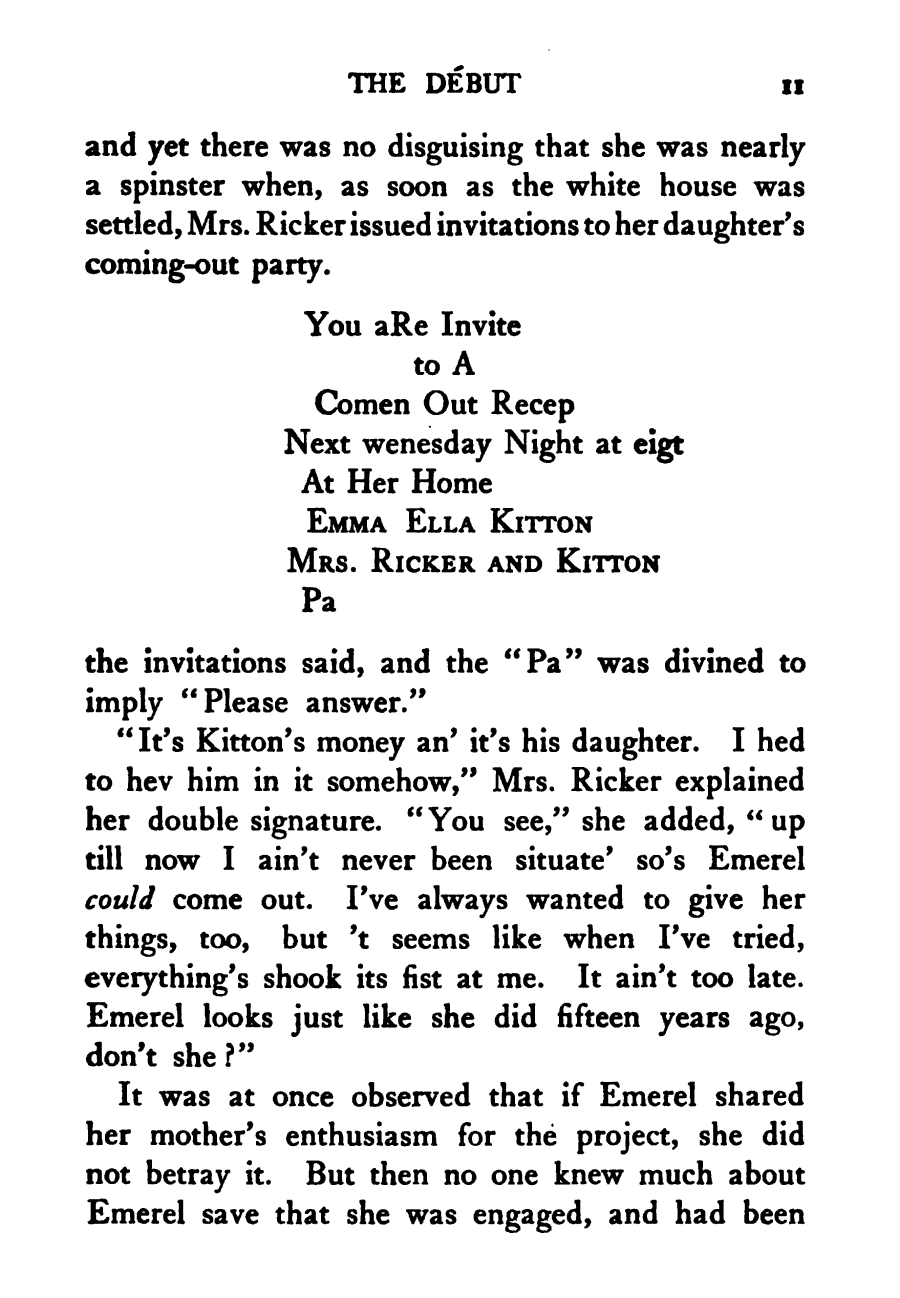 THE DÉBUT 11
and yet there was no disguising that she was nearly
a spinster when, as soon as the white house was
settled, Mrs. Ricker issued invitations to her daughter's
coming-out party.
You aRe Invite
to A
Comen Out Recep
Next wenesday Night at eigt
At Her Home
EMMA ELLA KITTON
MRS. RICKER AND KITTON
Pa
the invitations said, and the "Pa" was divined to
imply "Please answer."
"It's Kitton's money an' it's his daughter. I hed
to hev him in it somehow," Mrs. Ricker explained
her double signature. "You see," she added, "up
till now I ain't never been situate' so's Emerel
could come out. I've always wanted to give her
things, too, but 't seems like when I've tried,
everything's shook its fist at me. It ain't too late.
Emerel looks just like she did fifteen years ago,
don't she?"
It was at once observed that if Emerel shared
her mother's enthusiasm for the project, she did
not betray it. But then no one knew much about
Emerel save that she was engaged, and had been